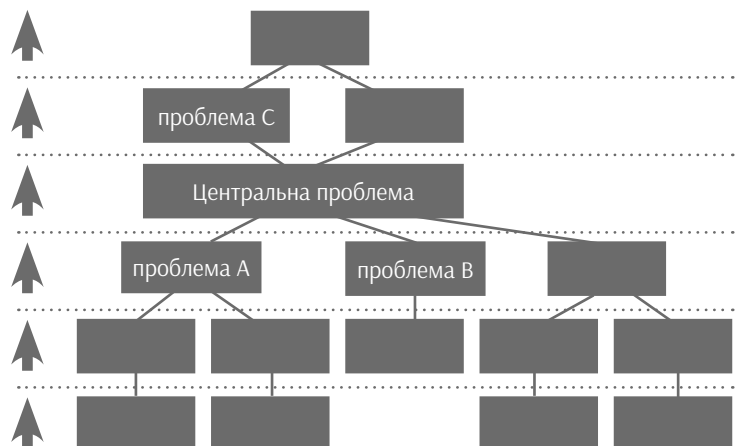 проблема С
Центральна проблема
проблема А
проблема В